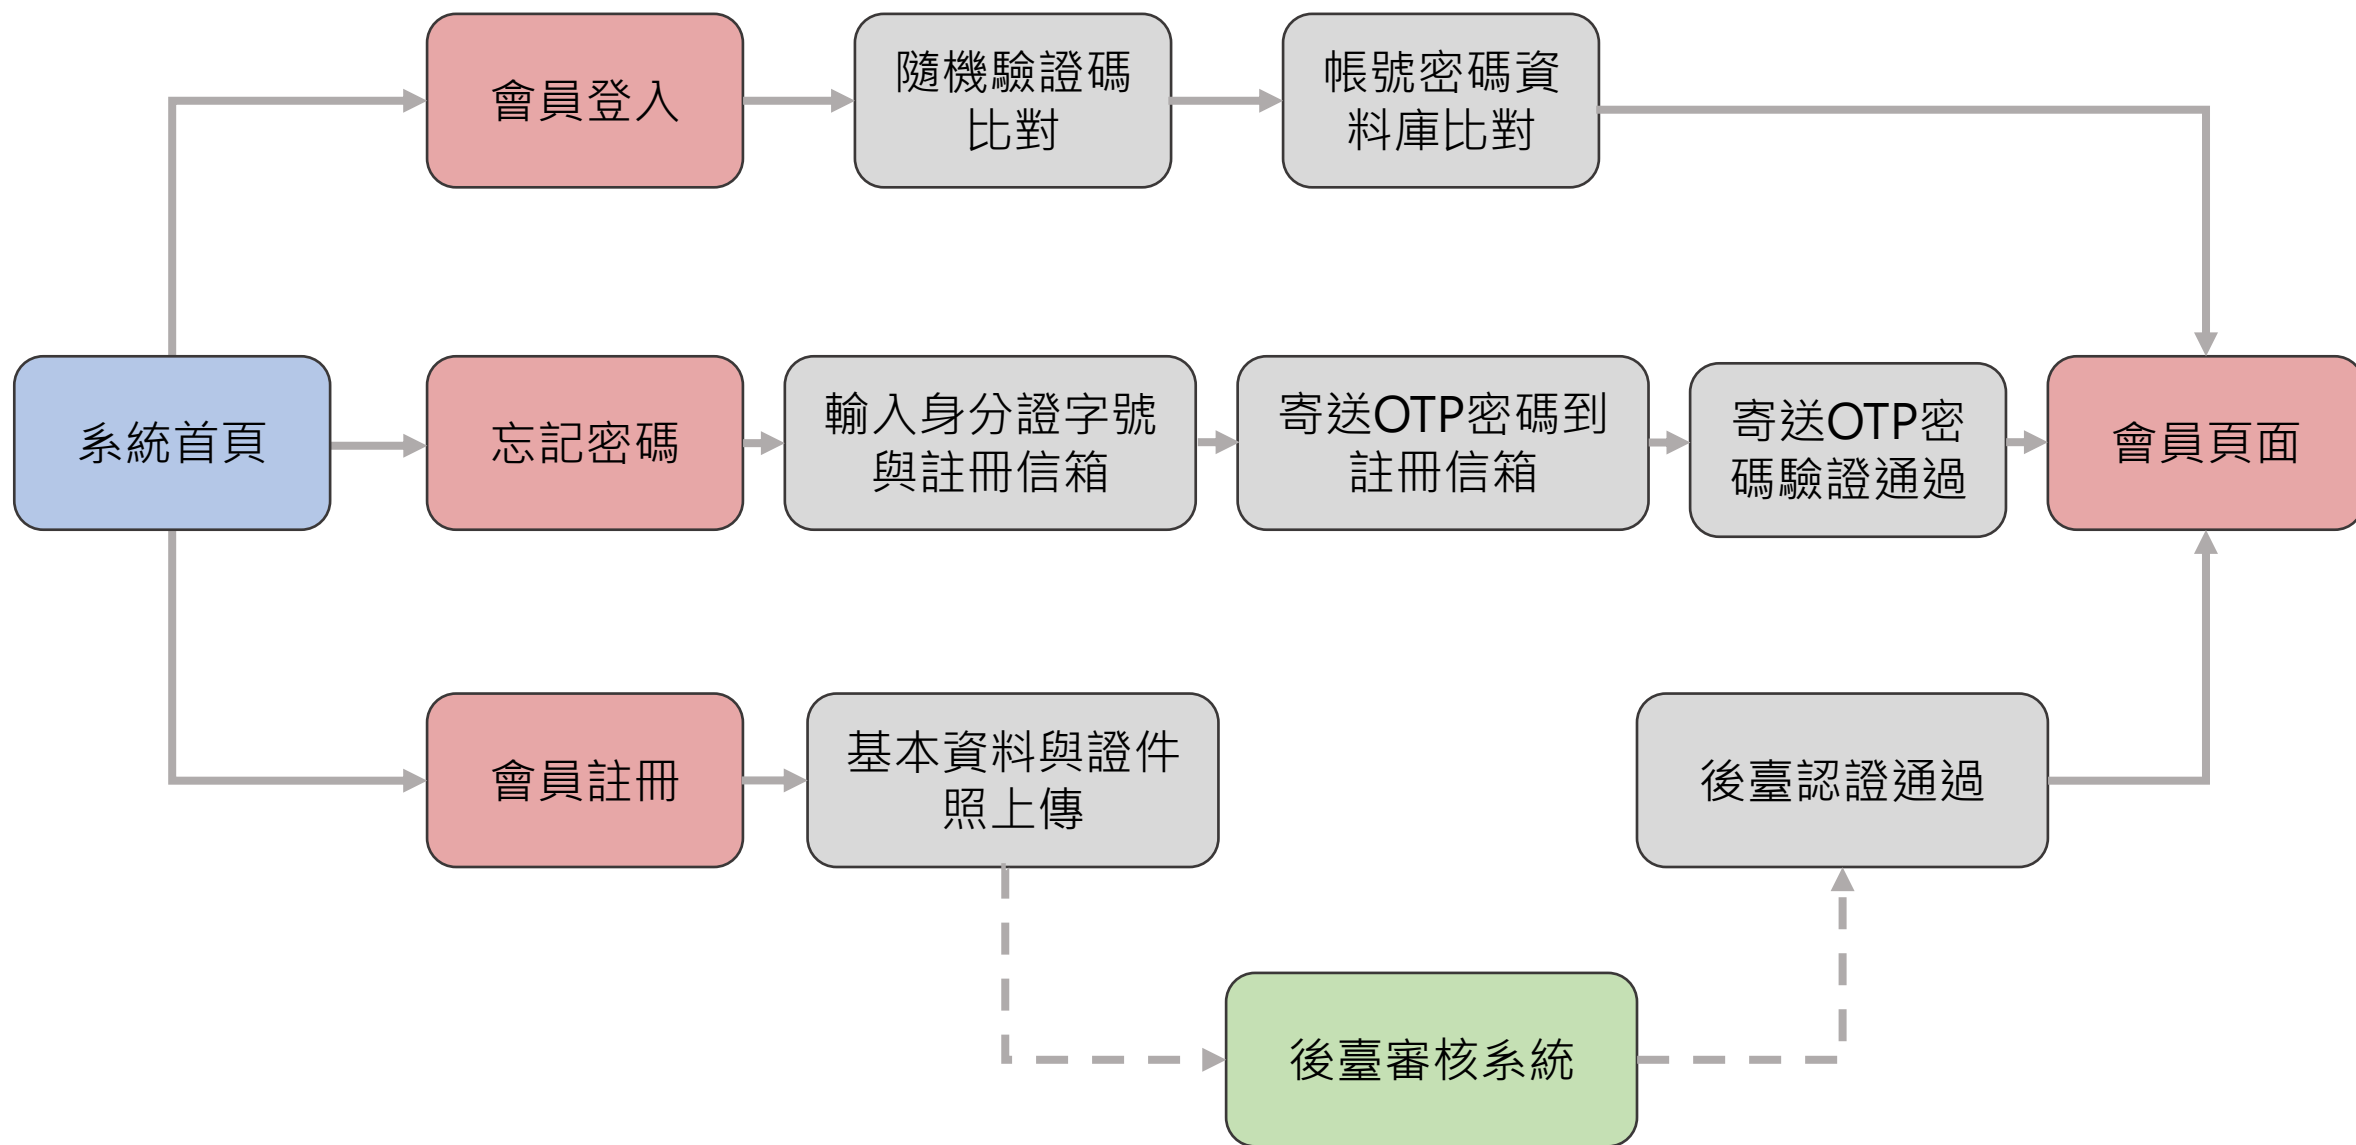 會員登入
隨機驗證碼
比對
帳號密碼資
料庫比對
系統首頁
忘記密碼
輸入身分證字號
與註冊信箱
寄送OTP密碼到
註冊信箱
寄送OTP密
碼驗證通過
會員頁面
會員註冊
基本資料與證件
照上傳
後臺認證通過
後臺審核系統